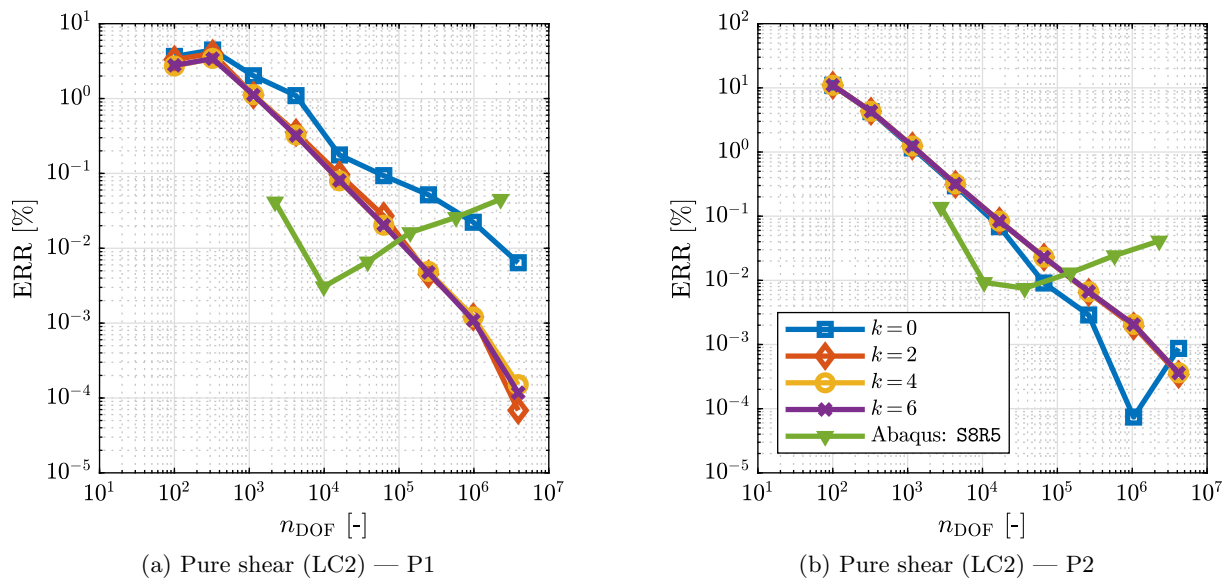 10^1
10^0
10^-1
10^-2
10^-3
10^-4
10^-5
ERR [%]
10^1 10^2 10^3 10^4 10^5 10^6 10^7
n_DOF [-]
(a) Pure shear (LC2) — P1
10^2
10^1
10^0
10^-1
10^-2
10^-3
10^-4
10^-5
ERR [%]
k = 0
k = 2
k = 4
k = 6
Abaqus: S8R5
10^1 10^2 10^3 10^4 10^5 10^6 10^7
n_DOF [-]
(b) Pure shear (LC2) — P2